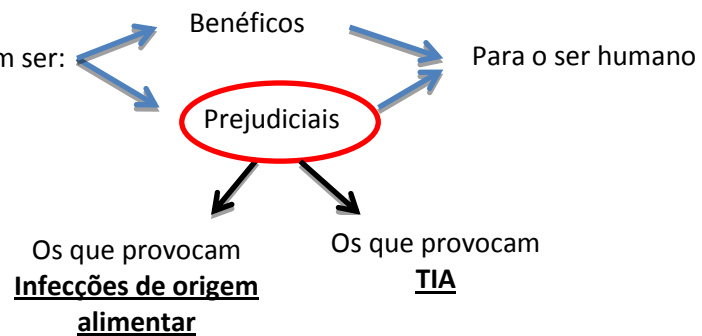 Benéficos
m ser:
Para o ser humano
Prejudiciais
Os que provocam
Infecções de origem
alimentar
Os que provocam
TIA